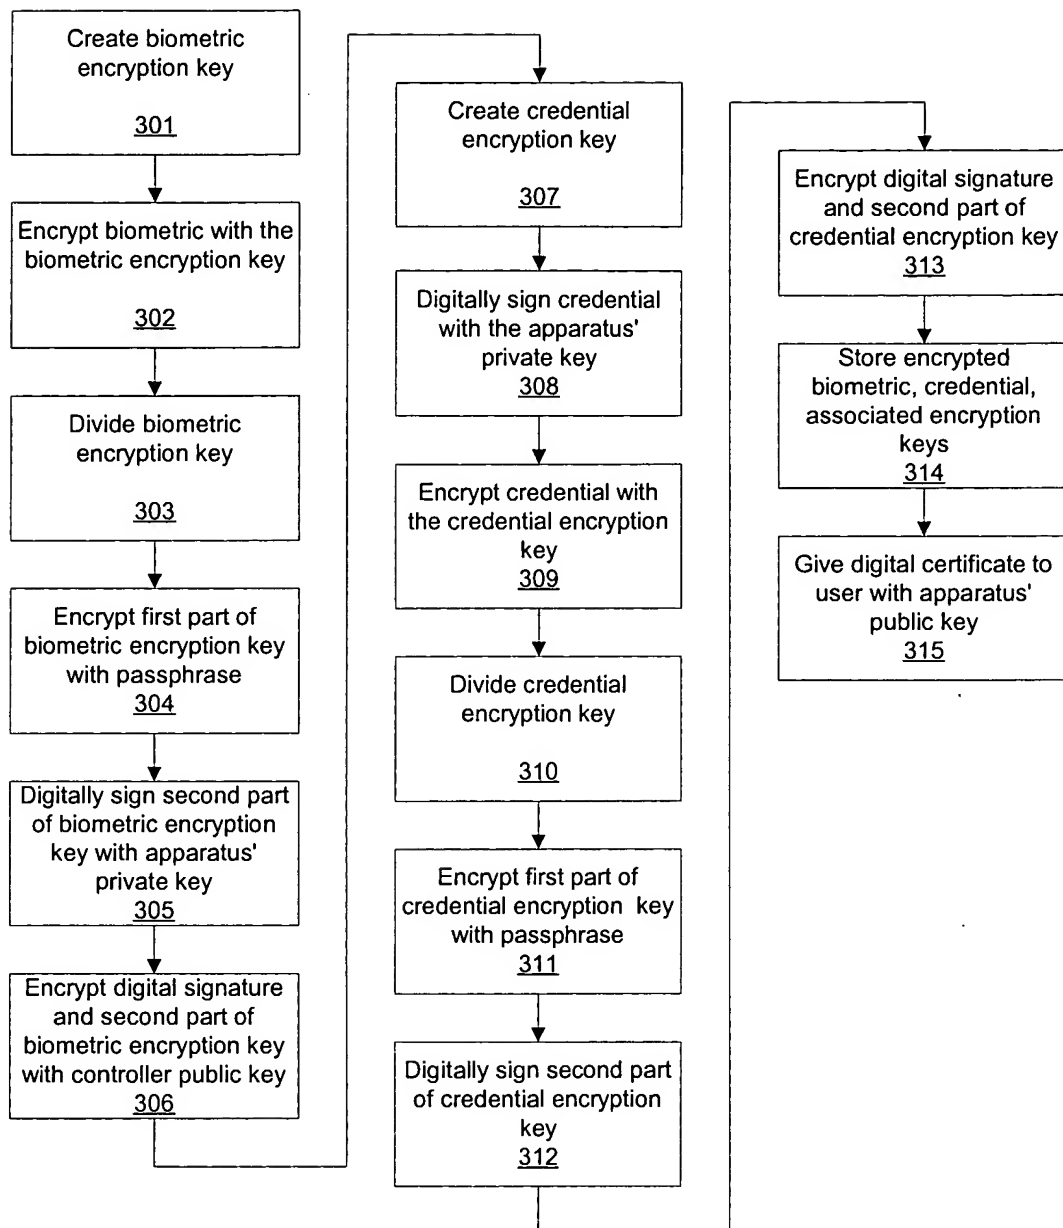 Create biometric
encryption key
301
Encrypt biometric with the
biometric encryption key
302
Divide biometric
encryption key
303
Encrypt first part of
biometric encryption key
with passphrase
304
Digitally sign second part
of biometric encryption
key with apparatus'
private key
305
Encrypt digital signature
and second part of
biometric encryption key
with controller public key
306
Create credential
encryption key
307
Digitally sign credential
with the apparatus'
private key
308
Encrypt credential with
the credential encryption
key
309
Divide credential
encryption key
310
Encrypt first part of
credential encryption key
with passphrase
311
Digitally sign second part
of credential encryption
key
312
Encrypt digital signature
and second part of
credential encryption key
313
Store encrypted
biometric, credential,
associated encryption
keys
314
Give digital certificate to
user with apparatus'
public key
315